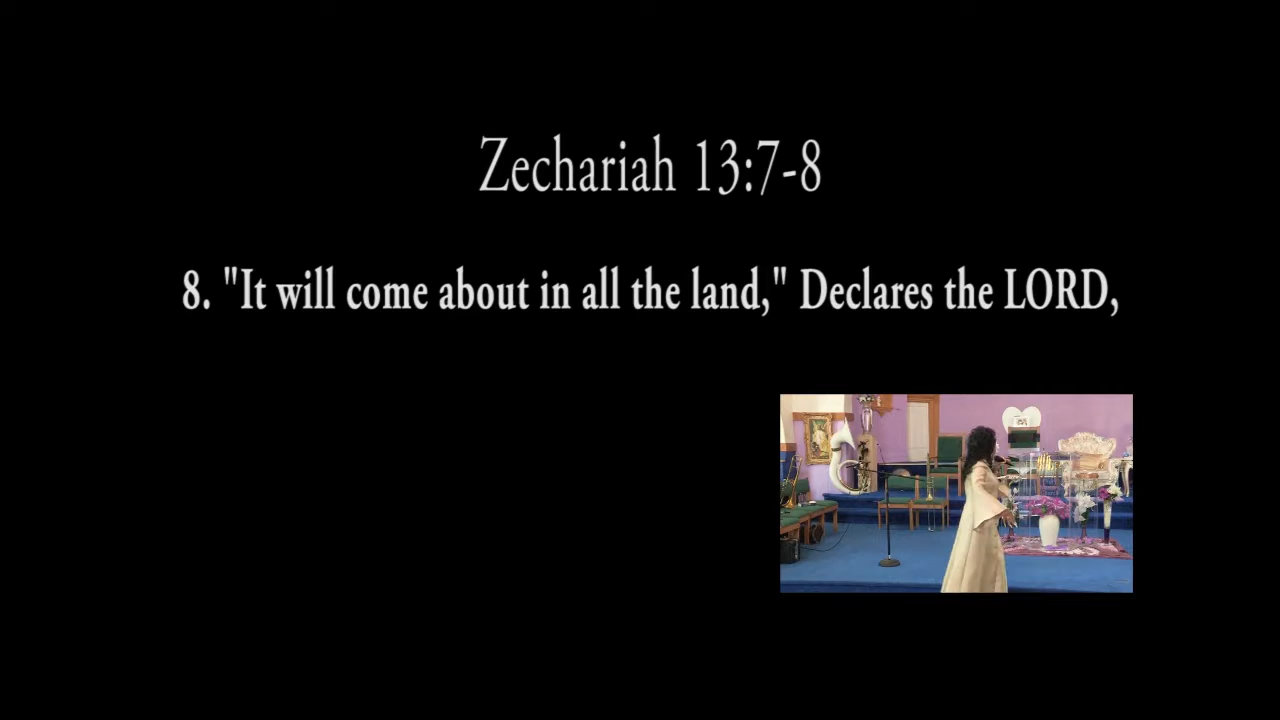 Zechariah 13:7-8
8. "It will come about in all the land," Declares the LORD,